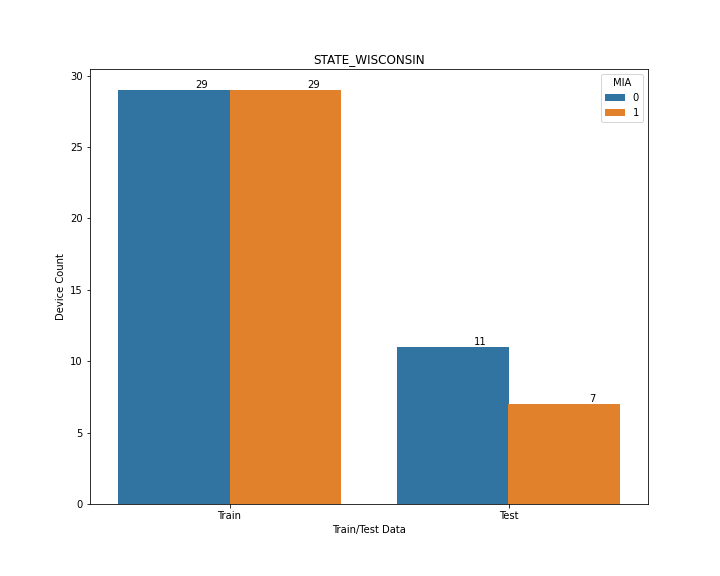 STATE_WISCONSIN
MIA
0
1
29
29
11
7
30
25
20
15
10
5
0
Device Count
Train
Test
Train/Test Data